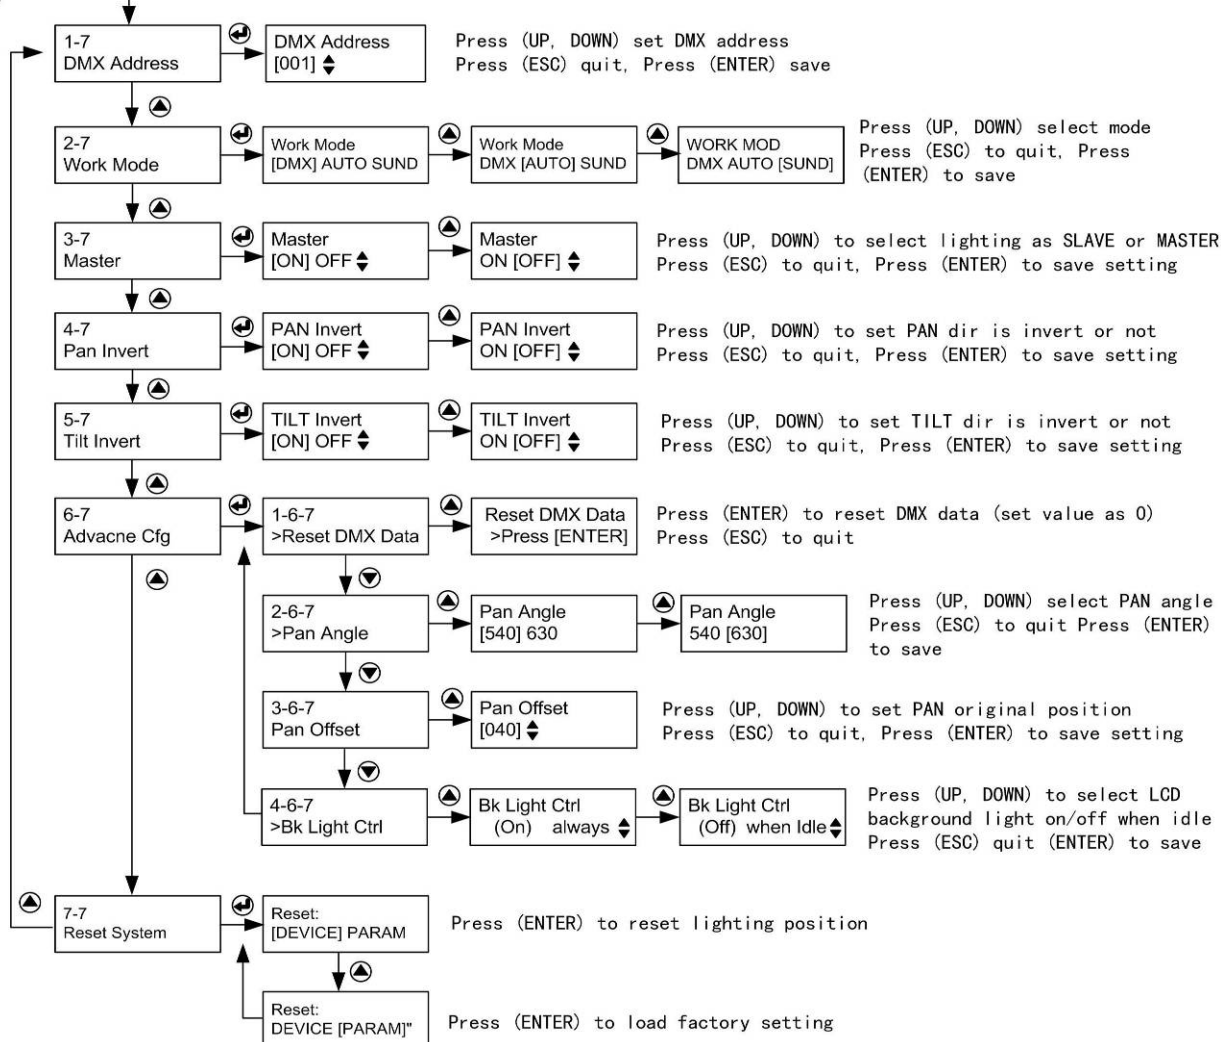 1-7
DMX Address
DMX Address
[001]
Press (UP, DOWN) set DMX address
Press (ESC) quit, Press (ENTER) save
2-7
Work Mode
Work Mode
[DMX] AUTO SUND
Work Mode
DMX [AUTO] SUND
WORK MOD
DMX AUTO [SUND]
Press (UP, DOWN) select mode
Press (ESC) to quit, Press
(ENTER) to save
3-7
Master
Master
[ON] OFF
Master
ON [OFF]
Press (UP, DOWN) to select lighting as SLAVE or MASTER
Press (ESC) to quit, Press (ENTER) to save setting
4-7
Pan Invert
PAN Invert
[ON] OFF
PAN Invert
ON [OFF]
Press (UP, DOWN) to set PAN dir is invert or not
Press (ESC) to quit, Press (ENTER) to save setting
5-7
Tilt Invert
TILT Invert
[ON] OFF
TILT Invert
ON [OFF]
Press (UP, DOWN) to set TILT dir is invert or not
Press (ESC) to quit, Press (ENTER) to save setting
6-7
Advacne Cfg
1-6-7
>Reset DMX Data
Reset DMX Data
>Press [ENTER]
Press (ENTER) to reset DMX data (set value as 0)
Press (ESC) to quit
2-6-7
>Pan Angle
Pan Angle
[540] 630
Pan Angle
540 [630]
Press (UP, DOWN) select PAN angle
Press (ESC) to quit Press (ENTER)
to save
3-6-7
Pan Offset
Pan Offset
[040]
Press (UP, DOWN) to set PAN original position
Press (ESC) to quit, Press (ENTER) to save setting
4-6-7
>Bk Light Ctrl
Bk Light Ctrl
(On) always
Bk Light Ctrl
(Off) when Idle
Press (UP, DOWN) to select LCD
background light on/off when idle
Press (ESC) quit (ENTER) to save
7-7
Reset System
Reset:
[DEVICE] PARAM
Press (ENTER) to reset lighting position
Reset:
DEVICE [PARAM]"
Press (ENTER) to load factory setting